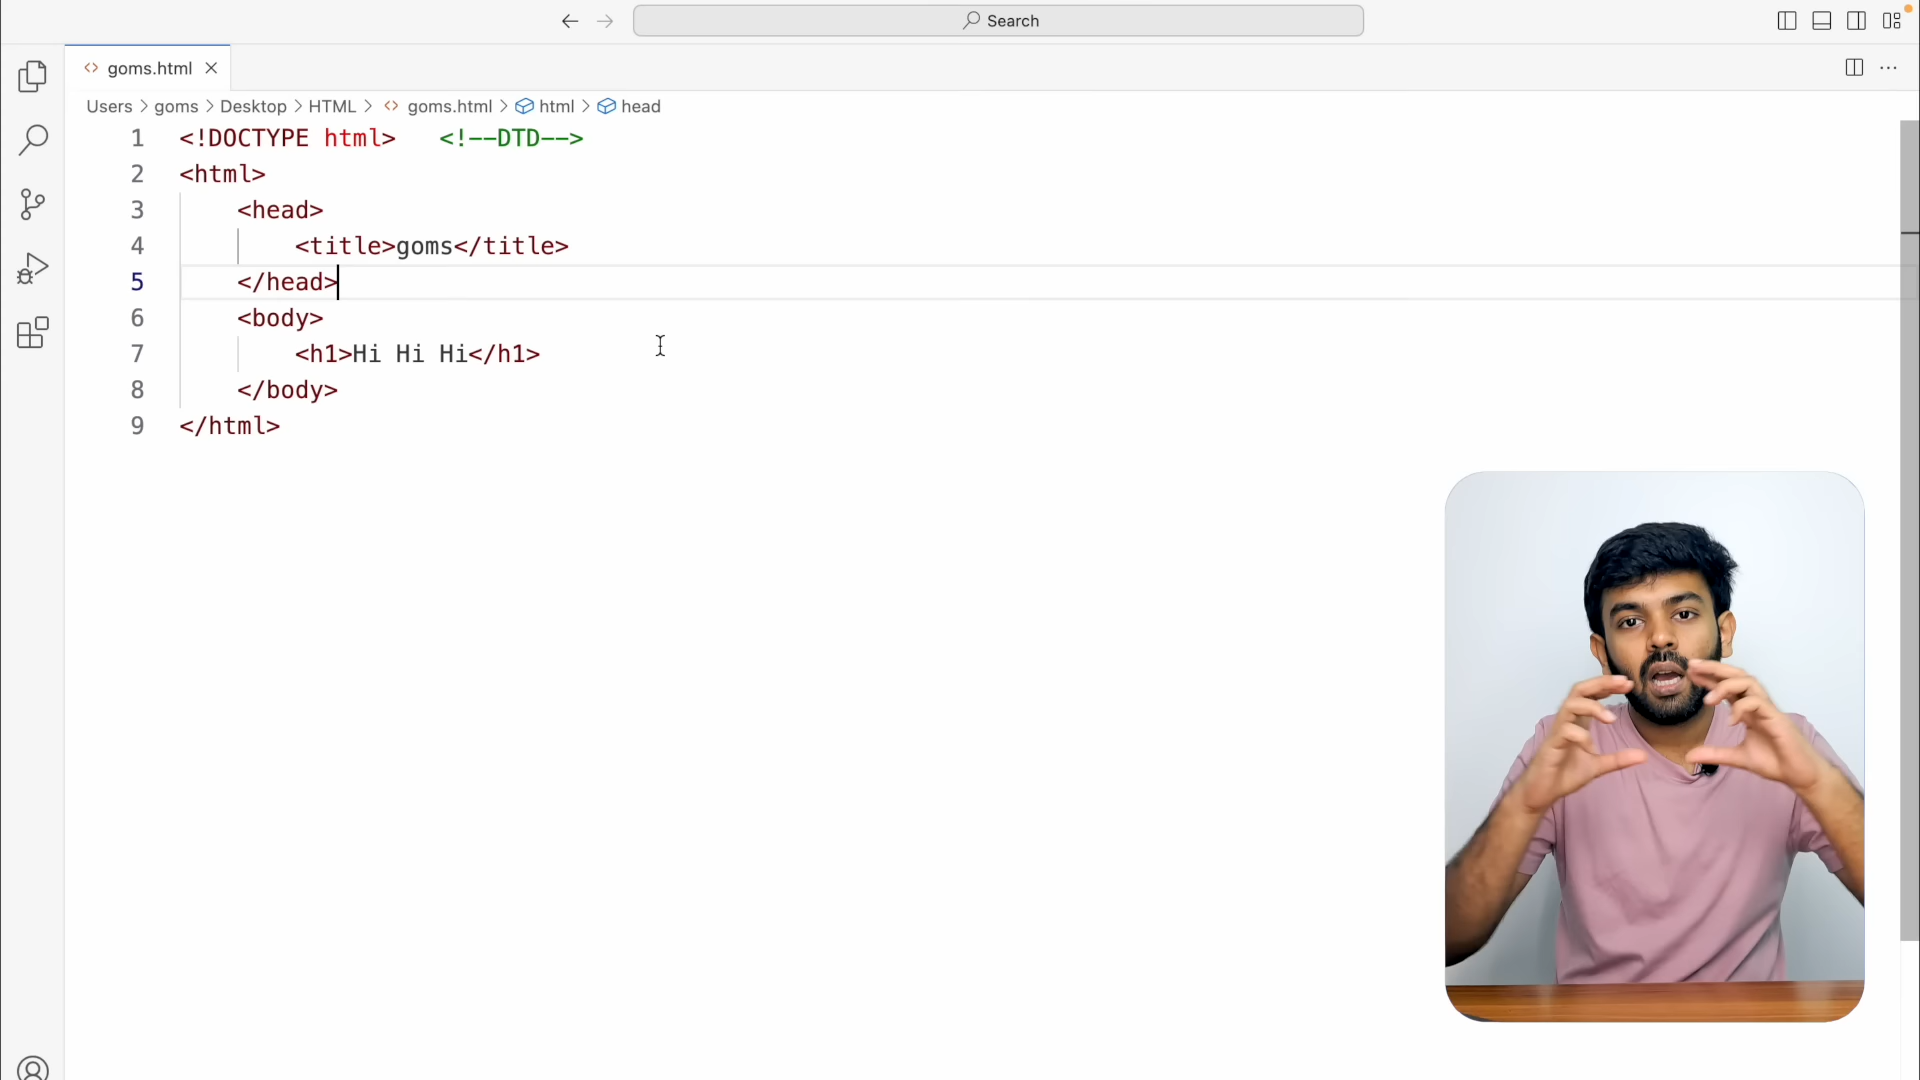 Search
goms.html
Users > goms > Desktop > HTML > goms.html > html > head
1 <!DOCTYPE html>   <!--DTD-->
2 <html>
3     <head>
4         <title>goms</title>
5     </head>
6     <body>
7         <h1>Hi Hi Hi</h1>
8     </body>
9 </html>